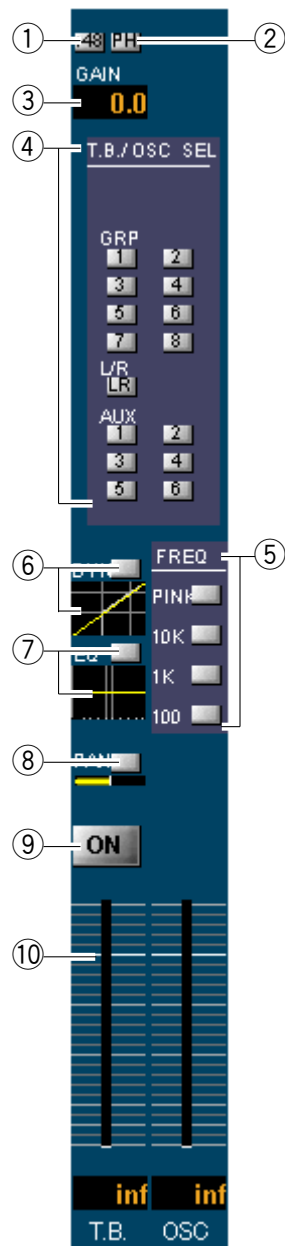 ① .48 PH ②
GAIN
③ 0.0
④ T.B./OSC SEL
GRP
1 2
3 4
5 6
7 8
L/R
LR
AUX
1 2
3 4
5 6
FREQ ⑤
⑥
PINK
10K
⑦ EQ
1K
100
⑧ PAN
⑨ ON
⑩
inf inf
T.B. OSC